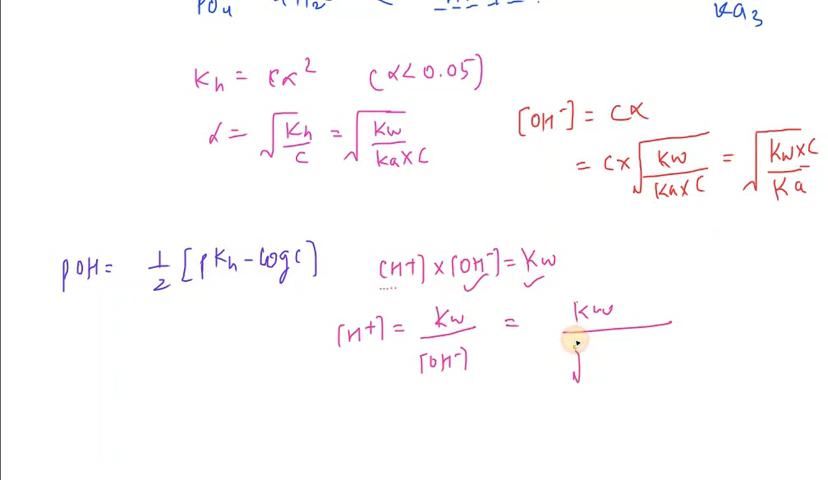 Ka3
Kh = Cα² (α<0.05)
α = √(Kh/C) = √(Kw/(Ka×C))
[OH⁻] = Cα
= C×√(Kw/(Ka×C)) = √(Kw×C/Ka)
pOH = 1/2 [pKh - logC]
[H+] × [OH⁻] = Kw
[H+] = Kw/[OH⁻] = Kw/√